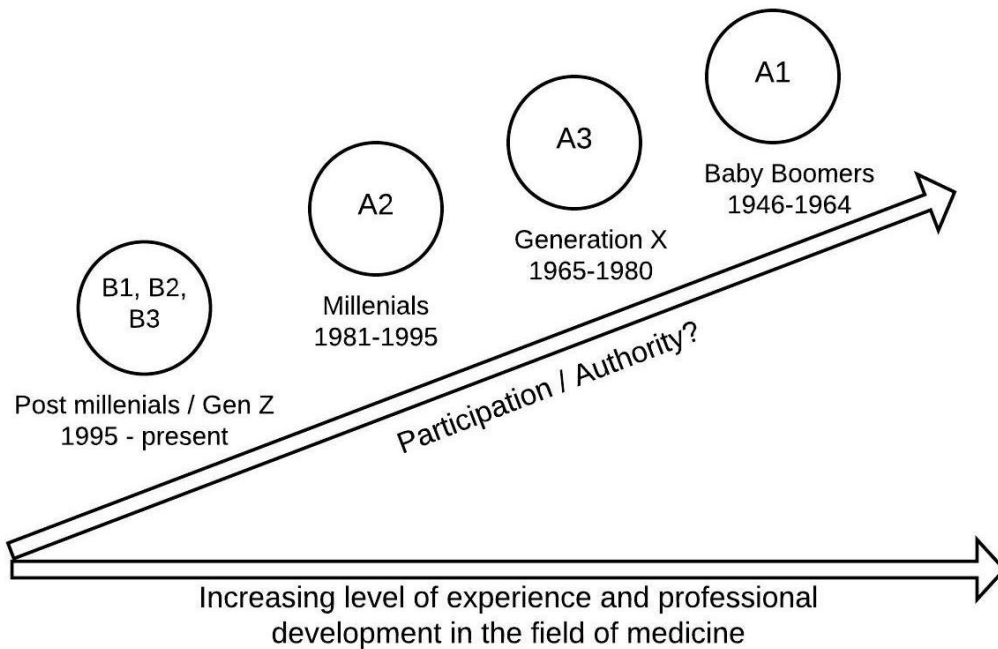 A1
Baby Boomers
1946-1964
A3
Generation X
1965-1980
A2
Millenials
1981-1995
B1, B2,
B3
Post millenials / Gen Z
1995 - present
Participation / Authority?
Increasing level of experience and professional
development in the field of medicine